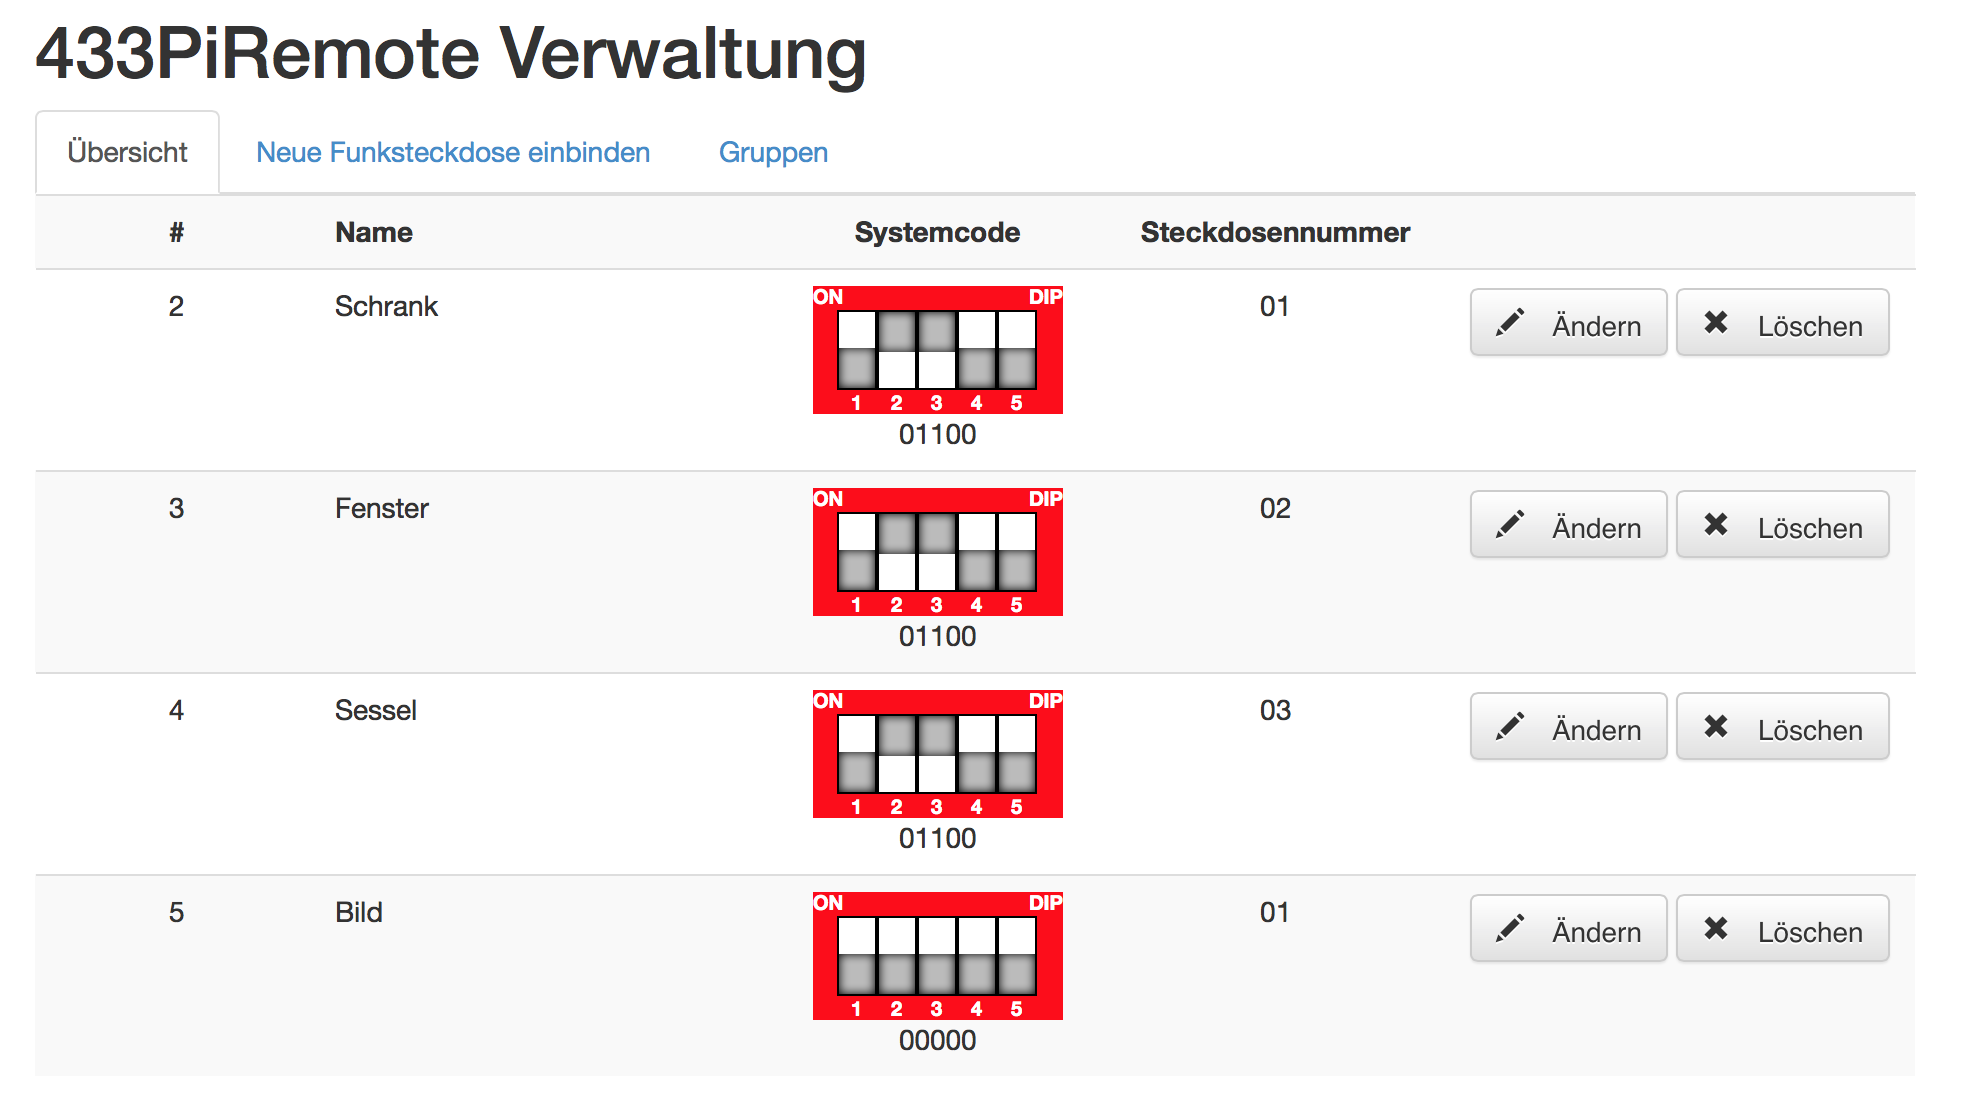 433PiRemote Verwaltung
Übersicht Neue Funksteckdose einbinden Gruppen
# Name Systemcode Steckdosennummer
2 Schrank ON DIP 01 Ändern Löschen
1 2 3 4 5
01100
3 Fenster ON DIP 02 Ändern Löschen
1 2 3 4 5
01100
4 Sessel ON DIP 03 Ändern Löschen
1 2 3 4 5
01100
5 Bild ON DIP 01 Ändern Löschen
1 2 3 4 5
00000